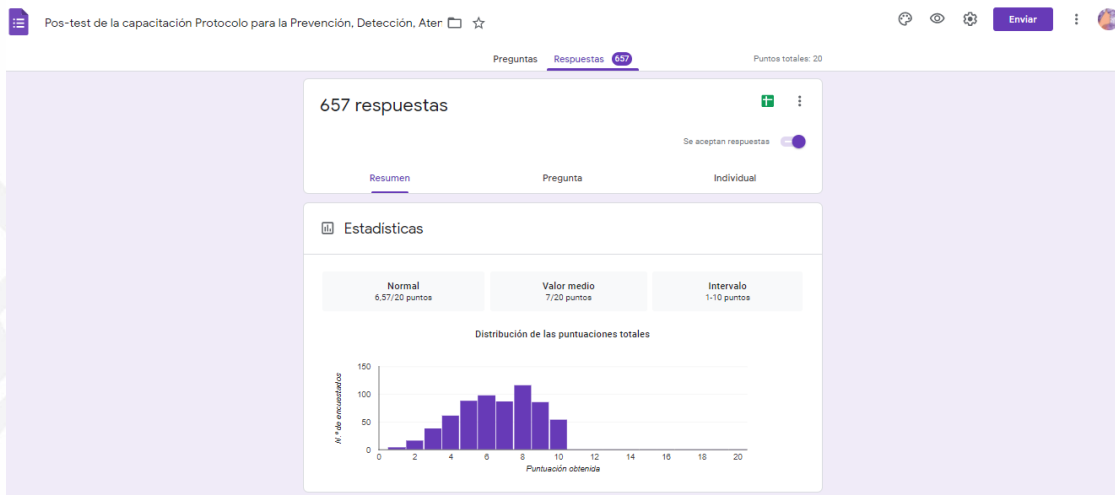 Pos-test de la capacitación Protocolo para la Prevención, Detección, Ater
Enviar
Preguntas Respuestas 657 Puntos totales: 20
657 respuestas
Se aceptan respuestas
Resumen Pregunta Individual
Estadísticas
Normal Valor medio Intervalo
6,57/20 puntos 7/20 puntos 1-10 puntos
Distribución de las puntuaciones totales
N.º de encuestados
150
100
50
0
0 2 4 6 8 10 12 14 16 18 20
Puntuación obtenida